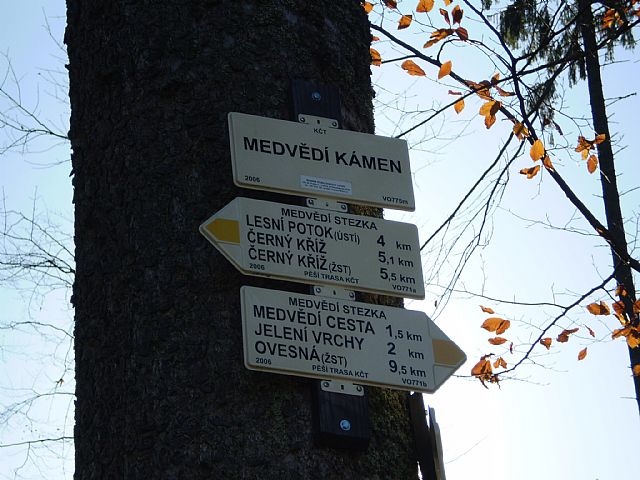 KČT
MEDVĚDÍ KÁMEN
2006 VO775m
MEDVĚDÍ STEZKA
LESNÍ POTOK(ÚSTÍ) 4 km
ČERNÝ KŘÍŽ 5,1 km
ČERNÝ KŘÍŽ(ŽST) 5,5 km
2006 PĚŠÍ TRASA KČT VO771a
MEDVĚDÍ STEZKA
MEDVĚDÍ CESTA 1,5 km
JELENÍ VRCHY 2 km
OVESNÁ(ŽST) 9,5 km
2006 PĚŠÍ TRASA KČT VO771b